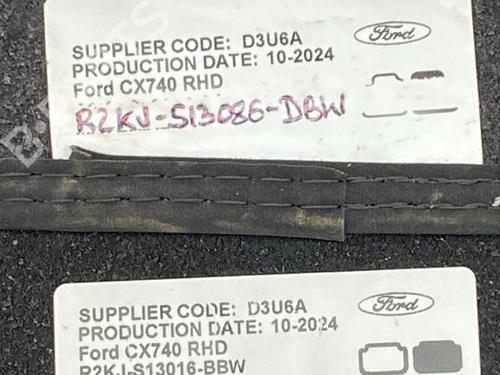 SUPPLIER CODE: D3U6A
PRODUCTION DATE: 10-2024
Ford CX740 RHD
Ford
R2KJ-S13086-DBW
SUPPLIER CODE: D3U6A
PRODUCTION DATE: 10-2024
Ford CX740 RHD
Ford
R2KJ-S13016-BBW